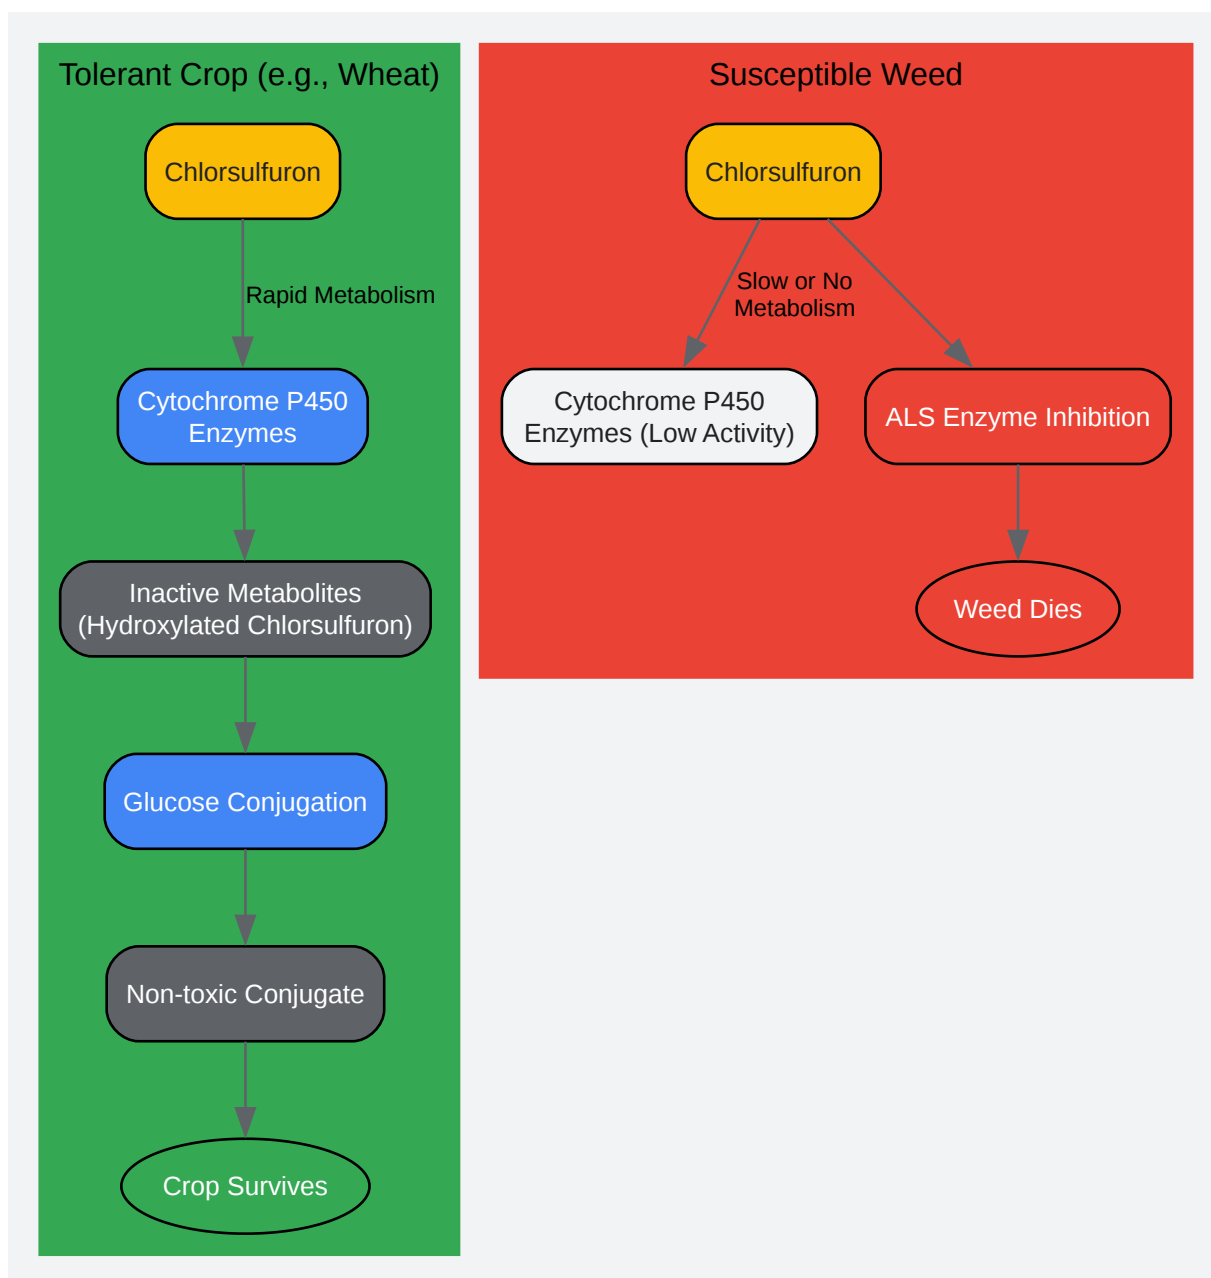 Tolerant Crop (e.g., Wheat)
Chlorsulfuron
Rapid Metabolism
Cytochrome P450
Enzymes
Inactive Metabolites
(Hydroxylated Chlorsulfuron)
Glucose Conjugation
Non-toxic Conjugate
Crop Survives
Susceptible Weed
Chlorsulfuron
Slow or No
Metabolism
Cytochrome P450
Enzymes (Low Activity)
ALS Enzyme Inhibition
Weed Dies